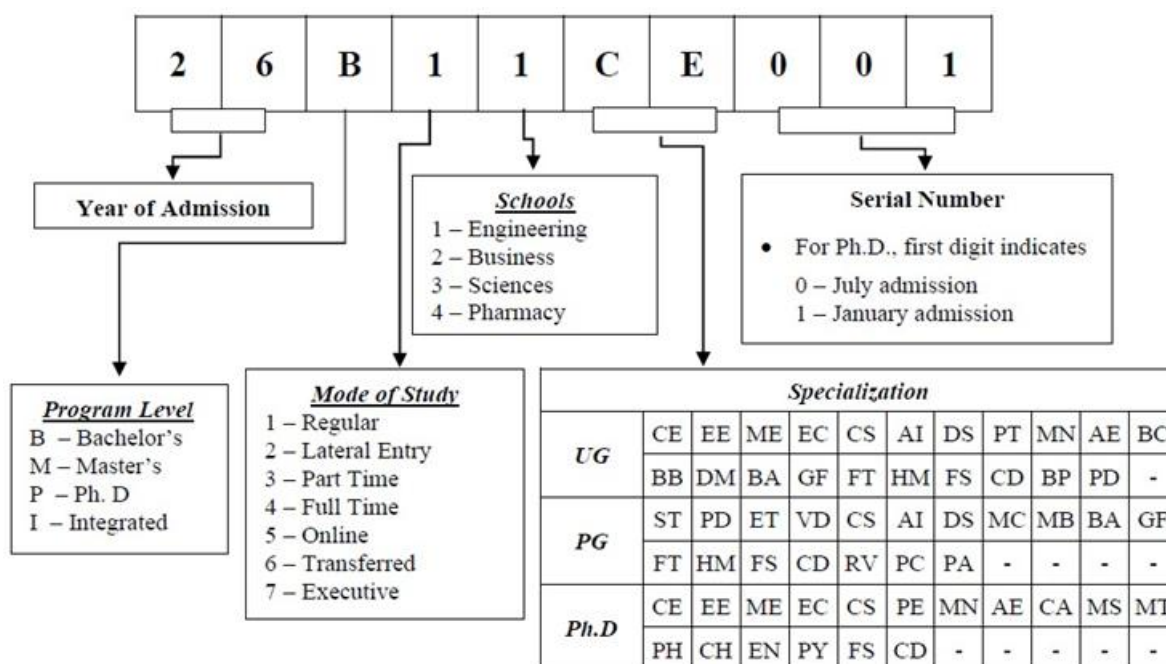 2 6 B 1 1 C E 0 0 1
Year of Admission
Schools
1 – Engineering
2 – Business
3 – Sciences
4 – Pharmacy
Serial Number
• For Ph.D., first digit indicates
0 – July admission
1 – January admission
Program Level
B – Bachelor's
M – Master's
P – Ph. D
I – Integrated
Mode of Study
1 – Regular
2 – Lateral Entry
3 – Part Time
4 – Full Time
5 – Online
6 – Transferred
7 – Executive
Specialization
UG
CE EE ME EC CS AI DS PT MN AE BC
BB DM BA GF FT HM FS CD BP PD -
PG
ST PD ET VD CS AI DS MC MB BA GF
FT HM FS CD RV PC PA - - - -
Ph.D
CE EE ME EC CS PE MN AE CA MS MT
PH CH EN PY FS CD - - - - -